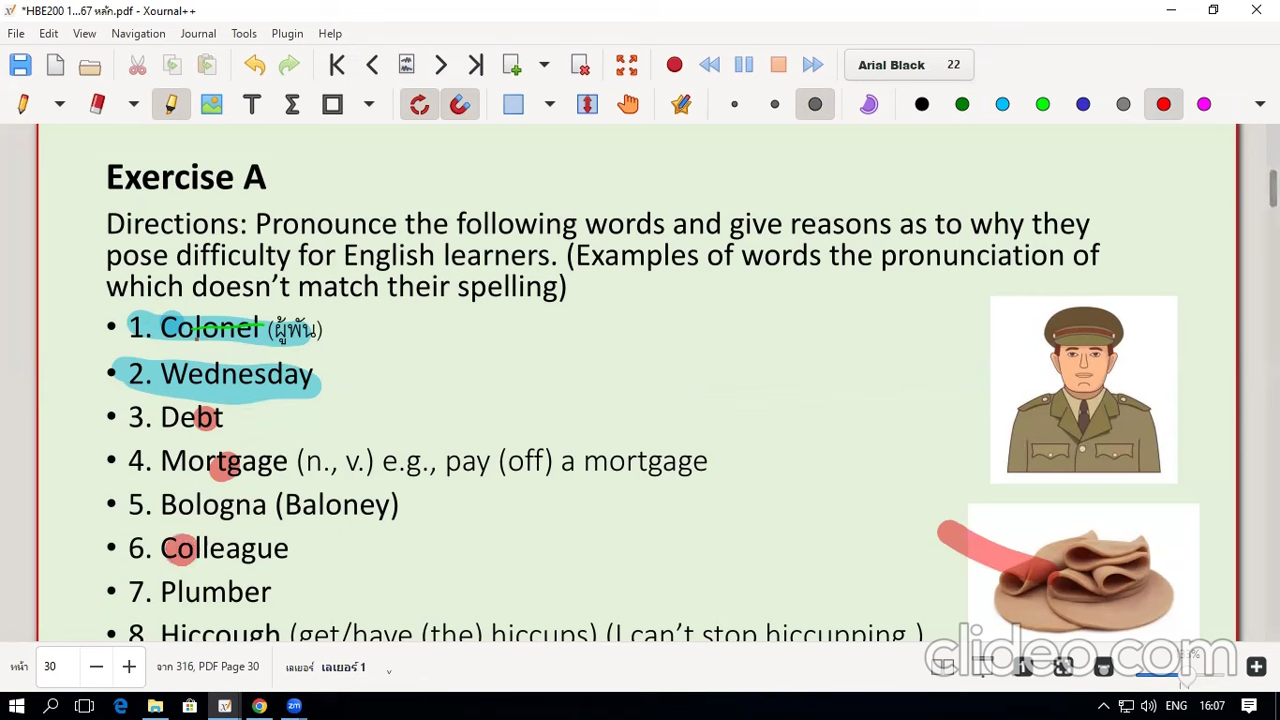 *HBE200 1...67 หลัก.pdf - Xournal++
File Edit View Navigation Journal Tools Plugin Help
Arial Black 22
Exercise A
Directions: Pronounce the following words and give reasons as to why they
pose difficulty for English learners. (Examples of words the pronunciation of
which doesn't match their spelling)
• 1. Colonel (ผู้พัน)
• 2. Wednesday
• 3. Debt
• 4. Mortgage (n., v.) e.g., pay (off) a mortgage
• 5. Bologna (Baloney)
• 6. Colleague
• 7. Plumber
• 8. Hiccough (get/have (the) hiccups) (I can't stop hiccupping.)
clideo.com
หน้า 30 จาก 316, PDF Page 30 เลเยอร์ เลเยอร์ 1
ENG 16:07